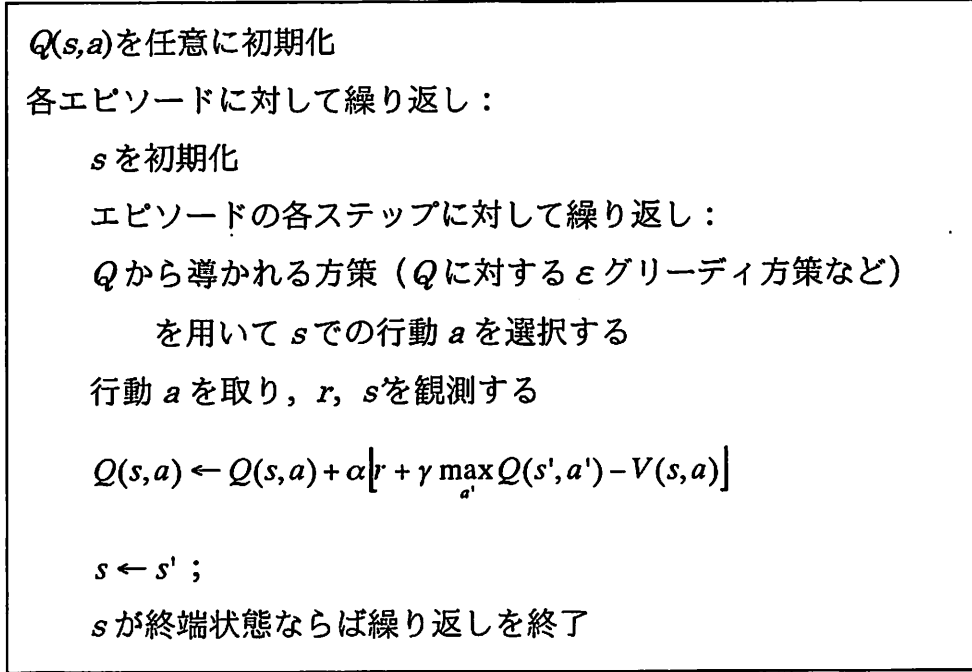 Q(s,a)を任意に初期化
各エピソードに対して繰り返し：
sを初期化
エピソードの各ステップに対して繰り返し：
Qから導かれる方策（Qに対するεグリーディ方策など）
を用いて s での行動 a を選択する
行動 a を取り，r，s'を観測する
Q(s,a) ← Q(s,a) + α⌊r + γ max_{a'} Q(s',a') − V(s,a)⌋
s ← s' ;
s が終端状態ならば繰り返しを終了